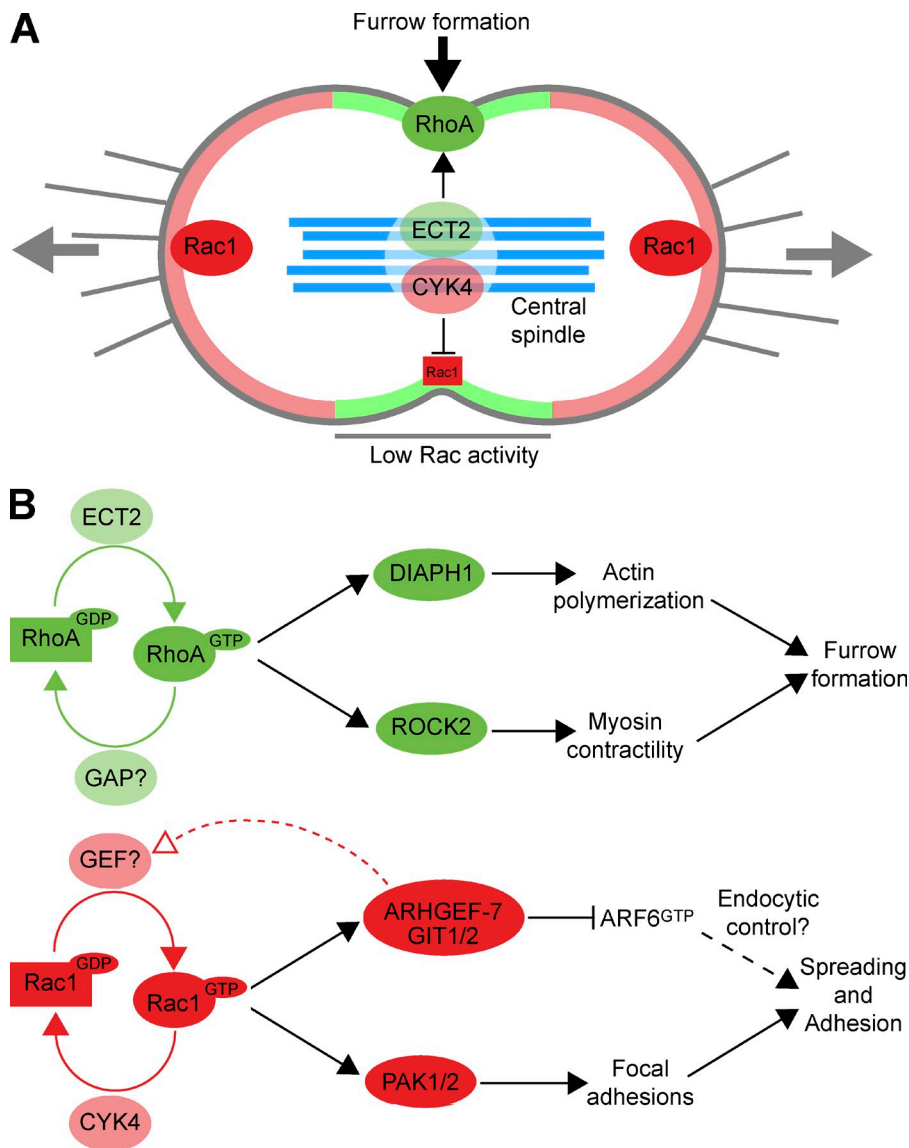 A
Furrow formation
RhoA
Rac1
ECT2
Rac1
CYK4
Central
spindle
Rac1
Low Rac activity
B
ECT2
DIAPH1
Actin
polymerization
RhoA
GDP
RhoA
GTP
Furrow
formation
ROCK2
Myosin
contractility
GAP?
GEF?
ARHGEF-7
GIT1/2
ARF6GTP
Endocytic
control?
Rac1
GDP
Rac1
GTP
Spreading
and
Adhesion
PAK1/2
Focal
adhesions
CYK4